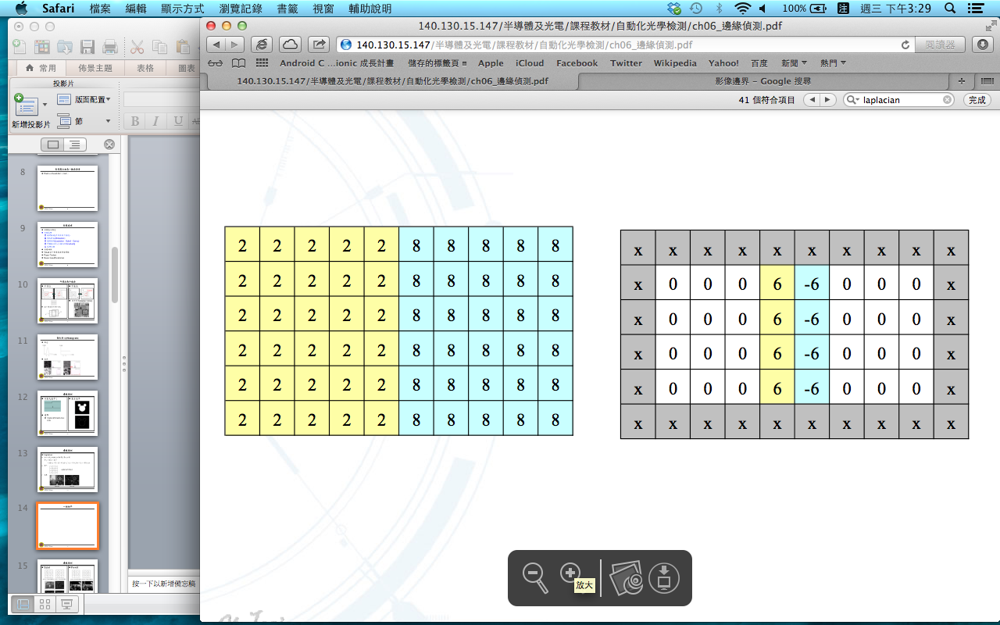 Safari 檔案 編輯 顯示方式 瀏覽記錄 書籤 視窗 輔助說明 100% 注 週三 下午3:29
140.130.15.147/半導體及光電/課程教材/自動化光學檢測/ch06_邊緣偵測.pdf
140.130.15.147/半導體及光電/課程教材/自動化光學檢測/ch06_邊緣偵測.pdf 閱讀器
Android C ...ionic 成長計畫 儲存的標籤頁 Apple iCloud Facebook Twitter Wikipedia Yahoo! 百度 新聞 熱門
140.130.15.147/半導體及光電/課程教材/自動化光學檢測/ch06_邊緣偵測.pdf 影像邊界 - Google 搜尋
41 個符合項目 laplacian 完成
常用 佈景主題 表格 圖表
投影片
新增投影片 版面配置
節
B I U
8
9
10
11
12
13
14
15
按一下以新增備忘稿
2 2 2 2 2 8 8 8 8 8
2 2 2 2 2 8 8 8 8 8
2 2 2 2 2 8 8 8 8 8
2 2 2 2 2 8 8 8 8 8
2 2 2 2 2 8 8 8 8 8
2 2 2 2 2 8 8 8 8 8
x x x x x x x x x x
x 0 0 0 6 -6 0 0 0 x
x 0 0 0 6 -6 0 0 0 x
x 0 0 0 6 -6 0 0 0 x
x 0 0 0 6 -6 0 0 0 x
x x x x x x x x x x
放大